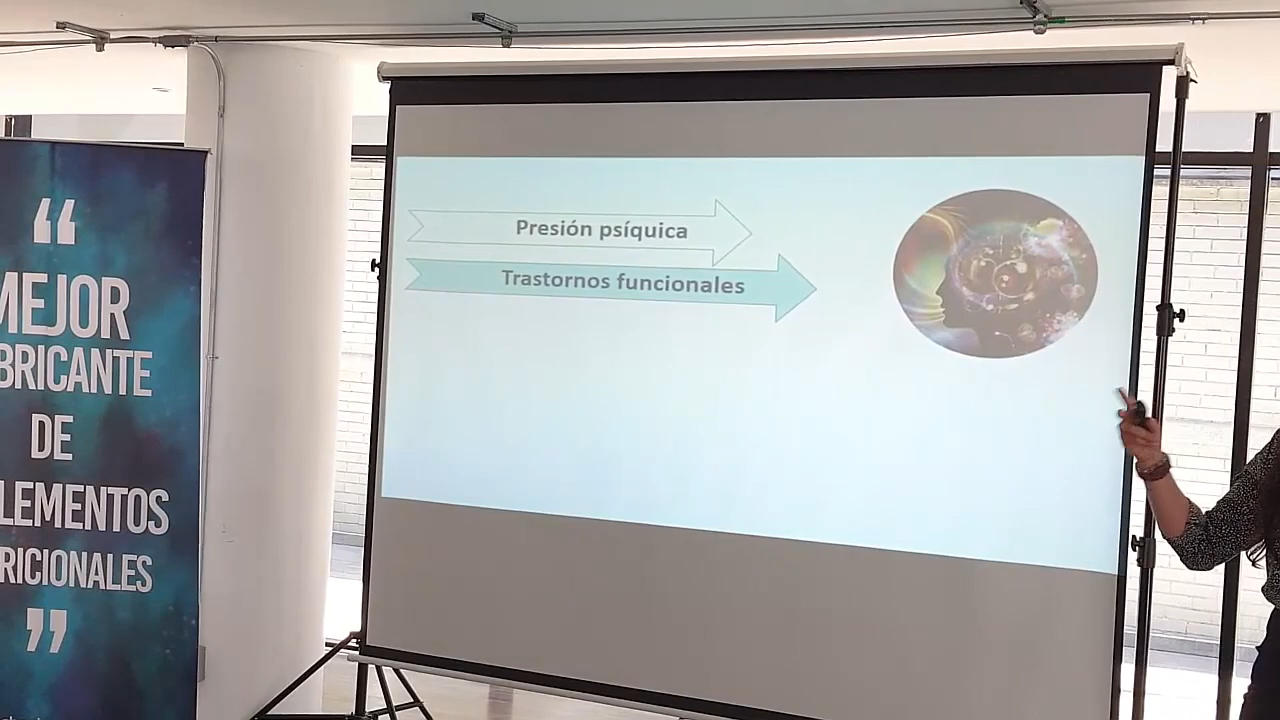 “
MEJOR
BRICANTE
DE
LEMENTOS
RICIONALES
”
Presión psíquica
Trastornos funcionales